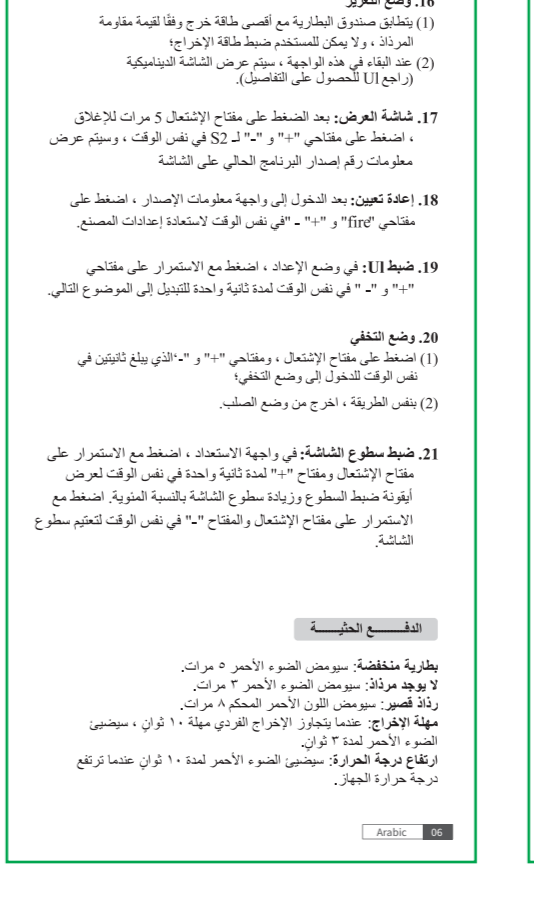 16. وضع التعزيز
(1) يتطابق صندوق البطارية مع أقصى طاقة خرج وفقًا لقيمة مقاومة
المرذاذ ، ولا يمكن للمستخدم ضبط طاقة الإخراج؛
(2) عند البقاء في هذه الواجهة ، سيتم عرض الشاشة الديناميكية
(راجع UI للحصول على التفاصيل).
17. شاشة العرض: بعد الضغط على مفتاح الإشتعال 5 مرات للإغلاق
، اضغط على مفتاحي "+" و "-" لـ S2 في نفس الوقت ، وسيتم عرض
معلومات رقم إصدار البرنامج الحالي على الشاشة
18. إعادة تعيين: بعد الدخول إلى واجهة معلومات الإصدار ، اضغط على
مفتاحي "fire" و "+" - "في نفس الوقت لاستعادة إعدادات المصنع.
19. ضبط UI: في وضع الإعداد ، اضغط مع الاستمرار على مفتاحي
"+" و "- " في نفس الوقت لمدة ثانية واحدة للتبديل إلى الموضوع التالي.
20. وضع التخفي
(1) اضغط على مفتاح الإشتعال ، ومفتاحي "+" و "-‘الذي يبلغ ثانيتين في
نفس الوقت للدخول إلى وضع التخفي؛
(2) بنفس الطريقة ، اخرج من وضع الصلب.
21. ضبط سطوع الشاشة: في واجهة الاستعداد ، اضغط مع الاستمرار على
مفتاح الإشتعال ومفتاح "+" لمدة ثانية واحدة في نفس الوقت لعرض
أيقونة ضبط السطوع وزيادة سطوع الشاشة بالنسبة المئوية. اضغط مع
الاستمرار على مفتاح الإشتعال والمفتاح "-" في نفس الوقت لتعتيم سطوع
الشاشة.
الدفـــــــع الحثيـــــــة
بطارية منخفضة: سيومض الضوء الأحمر ٥ مرات.
لا يوجد مرذاذ: سيومض الضوء الأحمر ٣ مرات.
رذاذ قصير: سيومض اللون الأحمر المحكم ٨ مرات.
مهلة الإخراج: عندما يتجاوز الإخراج الفردي مهلة ١٠ ثوانٍ ، سيضيئ
الضوء الأحمر لمدة ٣ ثوانٍ.
ارتفاع درجة الحرارة: سيضيئ الضوء الأحمر لمدة ١٠ ثوانٍ عندما ترتفع
درجة حرارة الجهاز.
Arabic 06